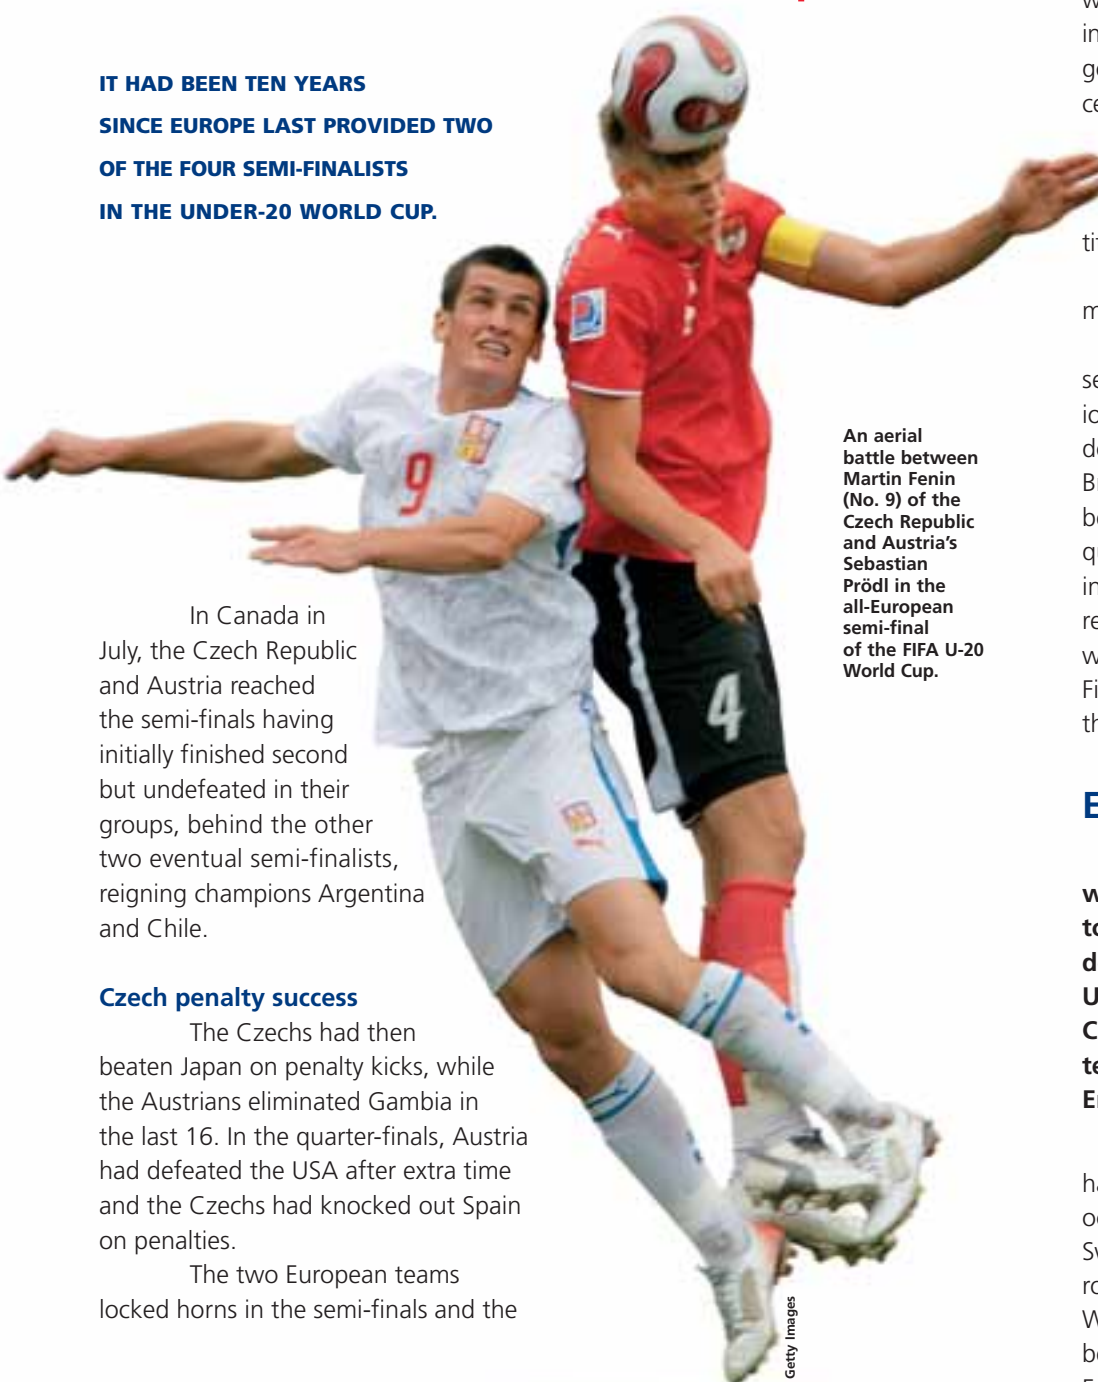 IT HAD BEEN TEN YEARS
SINCE EUROPE LAST PROVIDED TWO
OF THE FOUR SEMI-FINALISTS
IN THE UNDER-20 WORLD CUP.
9
4
An aerial
battle between
Martin Fenin
(No. 9) of the
Czech Republic
and Austria's
Sebastian
Prödl in the
all-European
semi-final
of the FIFA U-20
World Cup.
In Canada in
July, the Czech Republic
and Austria reached
the semi-finals having
initially finished second
but undefeated in their
groups, behind the other
two eventual semi-finalists,
reigning champions Argentina
and Chile.
Czech penalty success
The Czechs had then
beaten Japan on penalty kicks, while
the Austrians eliminated Gambia in
the last 16. In the quarter-finals, Austria
had defeated the USA after extra time
and the Czechs had knocked out Spain
on penalties.
The two European teams
locked horns in the semi-finals and the
Getty Images